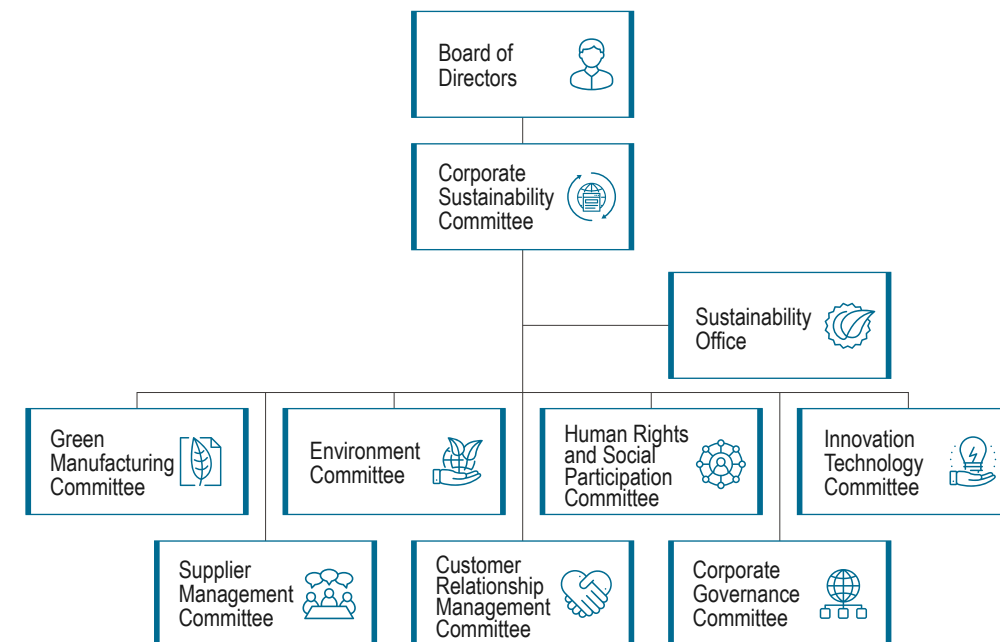 Board of
Directors
Corporate
Sustainability
Committee
Sustainability
Office
Green
Manufacturing
Committee
Environment
Committee
Human Rights
and Social
Participation
Committee
Innovation
Technology
Committee
Supplier
Management
Committee
Customer
Relationship
Management
Committee
Corporate
Governance
Committee